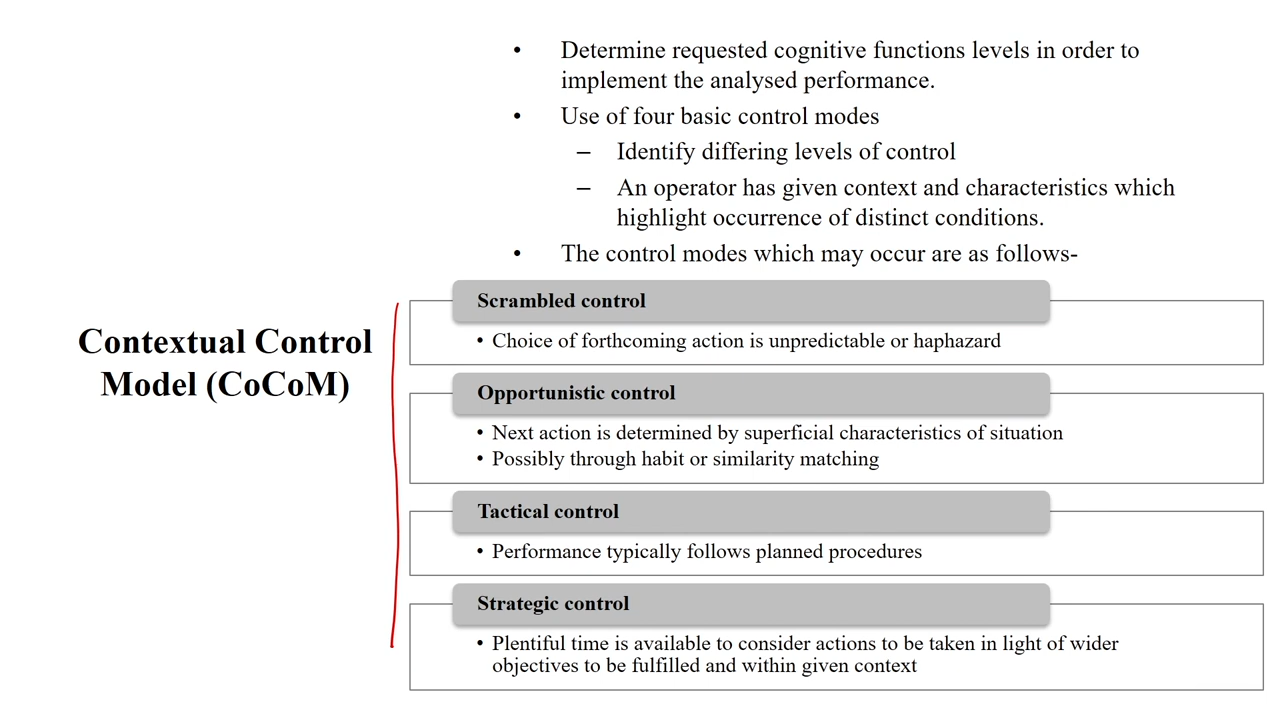 • Determine requested cognitive functions levels in order to
implement the analysed performance.
• Use of four basic control modes
– Identify differing levels of control
– An operator has given context and characteristics which
highlight occurrence of distinct conditions.
• The control modes which may occur are as follows-
Contextual Control
Model (CoCoM)
Scrambled control
• Choice of forthcoming action is unpredictable or haphazard
Opportunistic control
• Next action is determined by superficial characteristics of situation
• Possibly through habit or similarity matching
Tactical control
• Performance typically follows planned procedures
Strategic control
• Plentiful time is available to consider actions to be taken in light of wider
objectives to be fulfilled and within given context